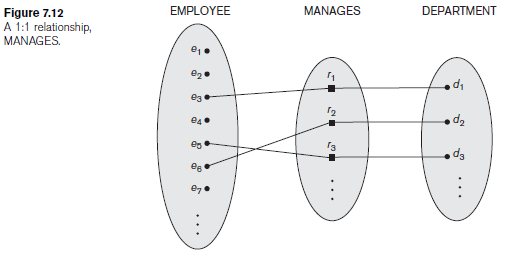 Figure 7.12
A 1:1 relationship,
MANAGES.
EMPLOYEE
MANAGES
DEPARTMENT
e1
e2
e3
e4
e5
e6
e7
r1
r2
r3
d1
d2
d3